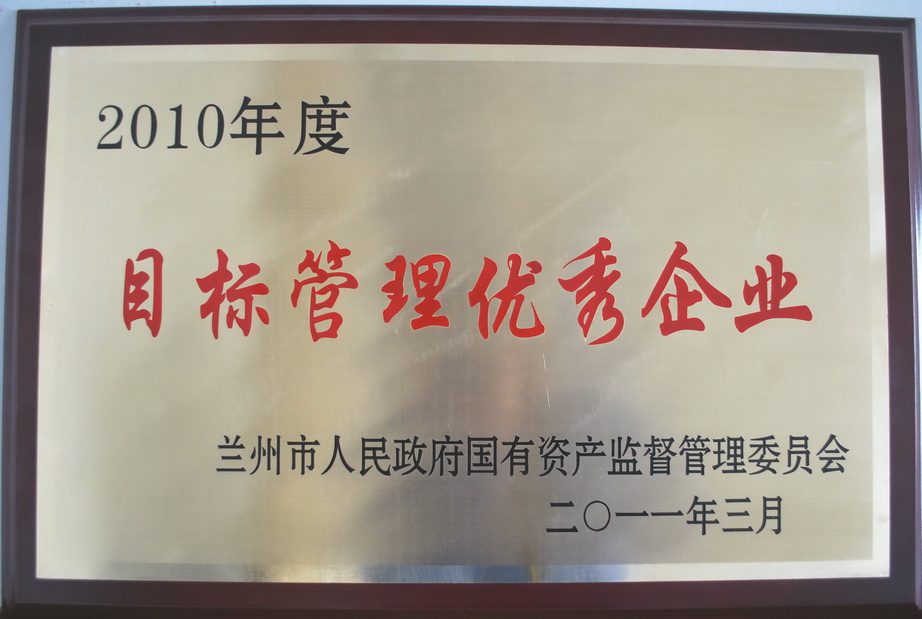 2010年度
目标管理优秀企业
兰州市人民政府国有资产监督管理委员会
二〇一一年三月